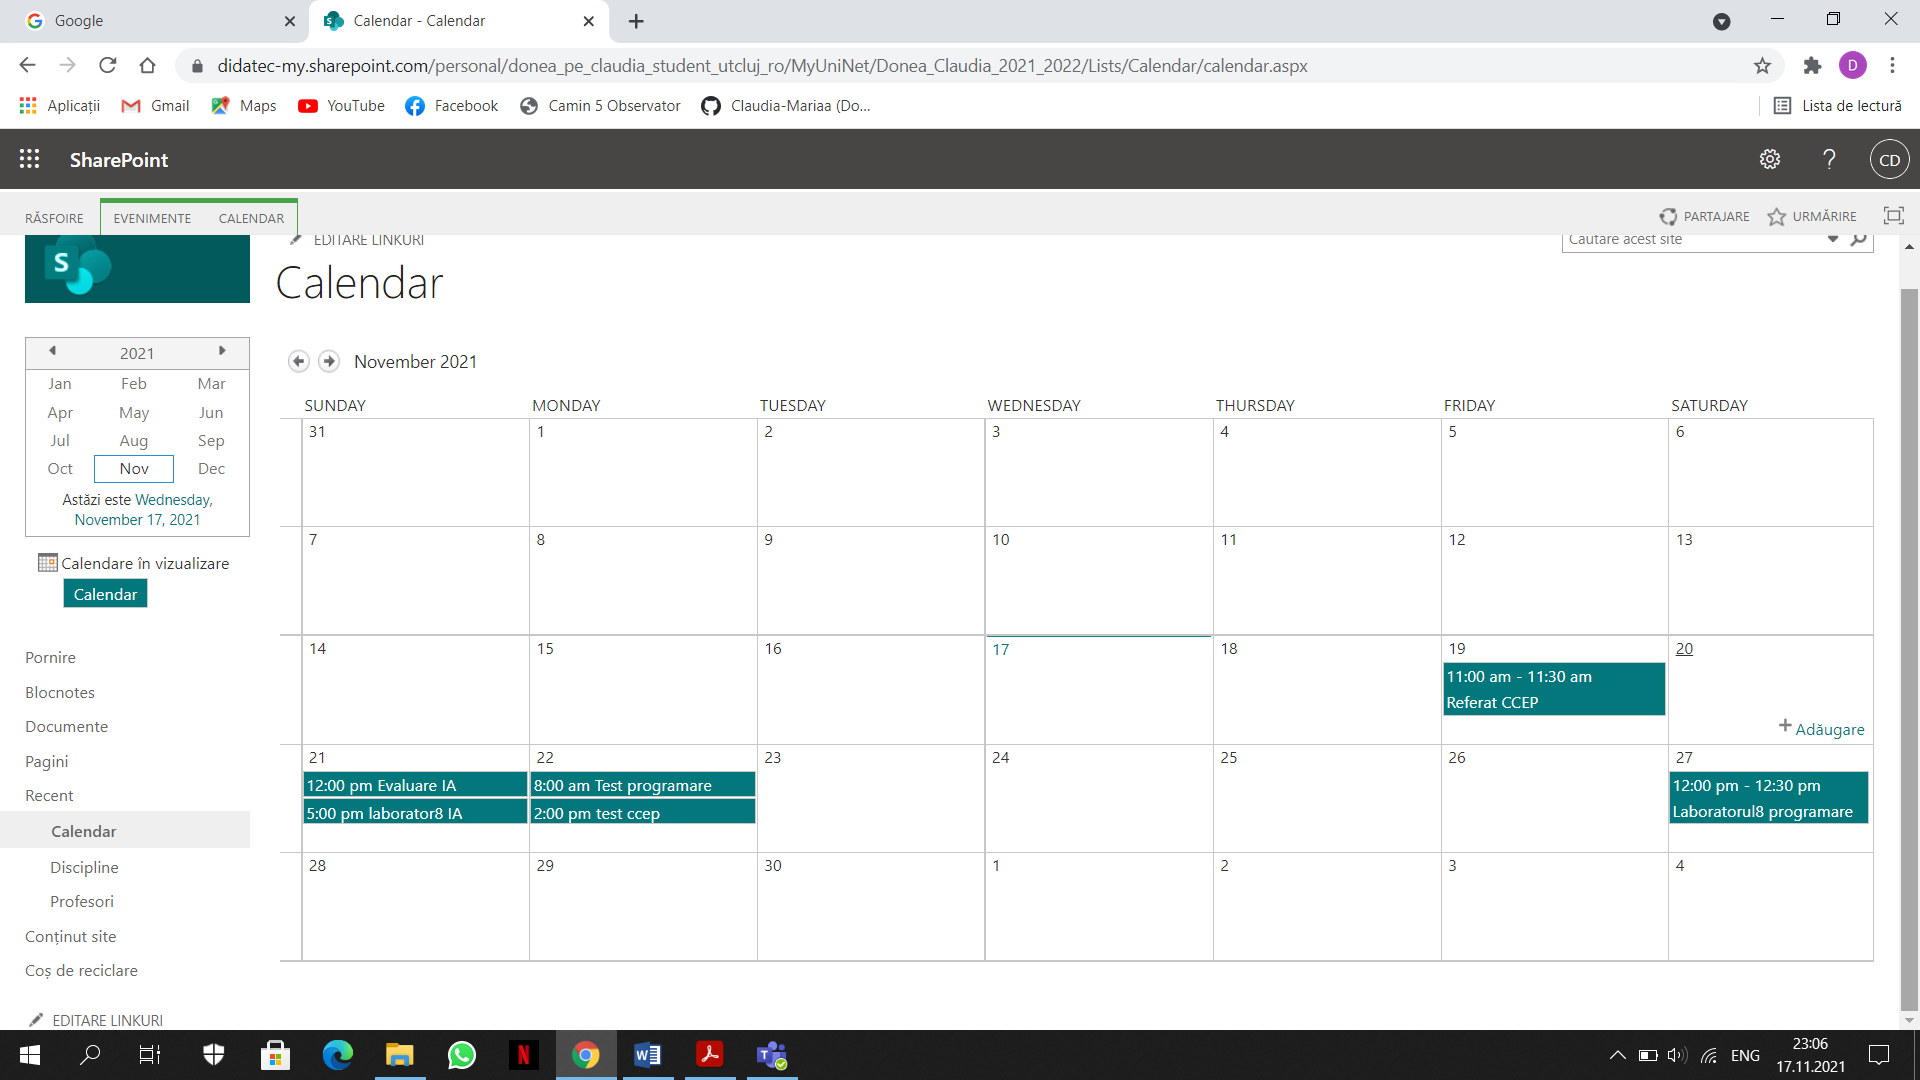 Google
Calendar - Calendar
didatec-my.sharepoint.com/personal/donea_pe_claudia_student_utcluj_ro/MyUniNet/Donea_Claudia_2021_2022/Lists/Calendar/calendar.aspx
D
Aplicații Gmail Maps YouTube Facebook Camin 5 Observator Claudia-Mariaa (Do... Lista de lectură
SharePoint
? CD
RĂSFOIRE EVENIMENTE CALENDAR PARTAJARE URMĂRIRE
EDITARE LINKURI
Căutare acest site
S
Calendar
2021
Jan Feb Mar
Apr May Jun
Jul Aug Sep
Oct Nov Dec
Astăzi este Wednesday,
November 17, 2021
Calendare în vizualizare
Calendar
Pornire
Blocnotes
Documente
Pagini
Recent
Calendar
Discipline
Profesori
Conținut site
Coș de reciclare
EDITARE LINKURI
November 2021
SUNDAY MONDAY TUESDAY WEDNESDAY THURSDAY FRIDAY SATURDAY
31 1 2 3 4 5 6
7 8 9 10 11 12 13
14 15 16 17 18 19 20
11:00 am - 11:30 am
Referat CCEP
Adăugare
21 22 23 24 25 26 27
12:00 pm Evaluare IA 8:00 am Test programare 12:00 pm - 12:30 pm
5:00 pm laborator8 IA 2:00 pm test ccep Laboratorul8 programare
28 29 30 1 2 3 4
ENG
23:06
17.11.2021